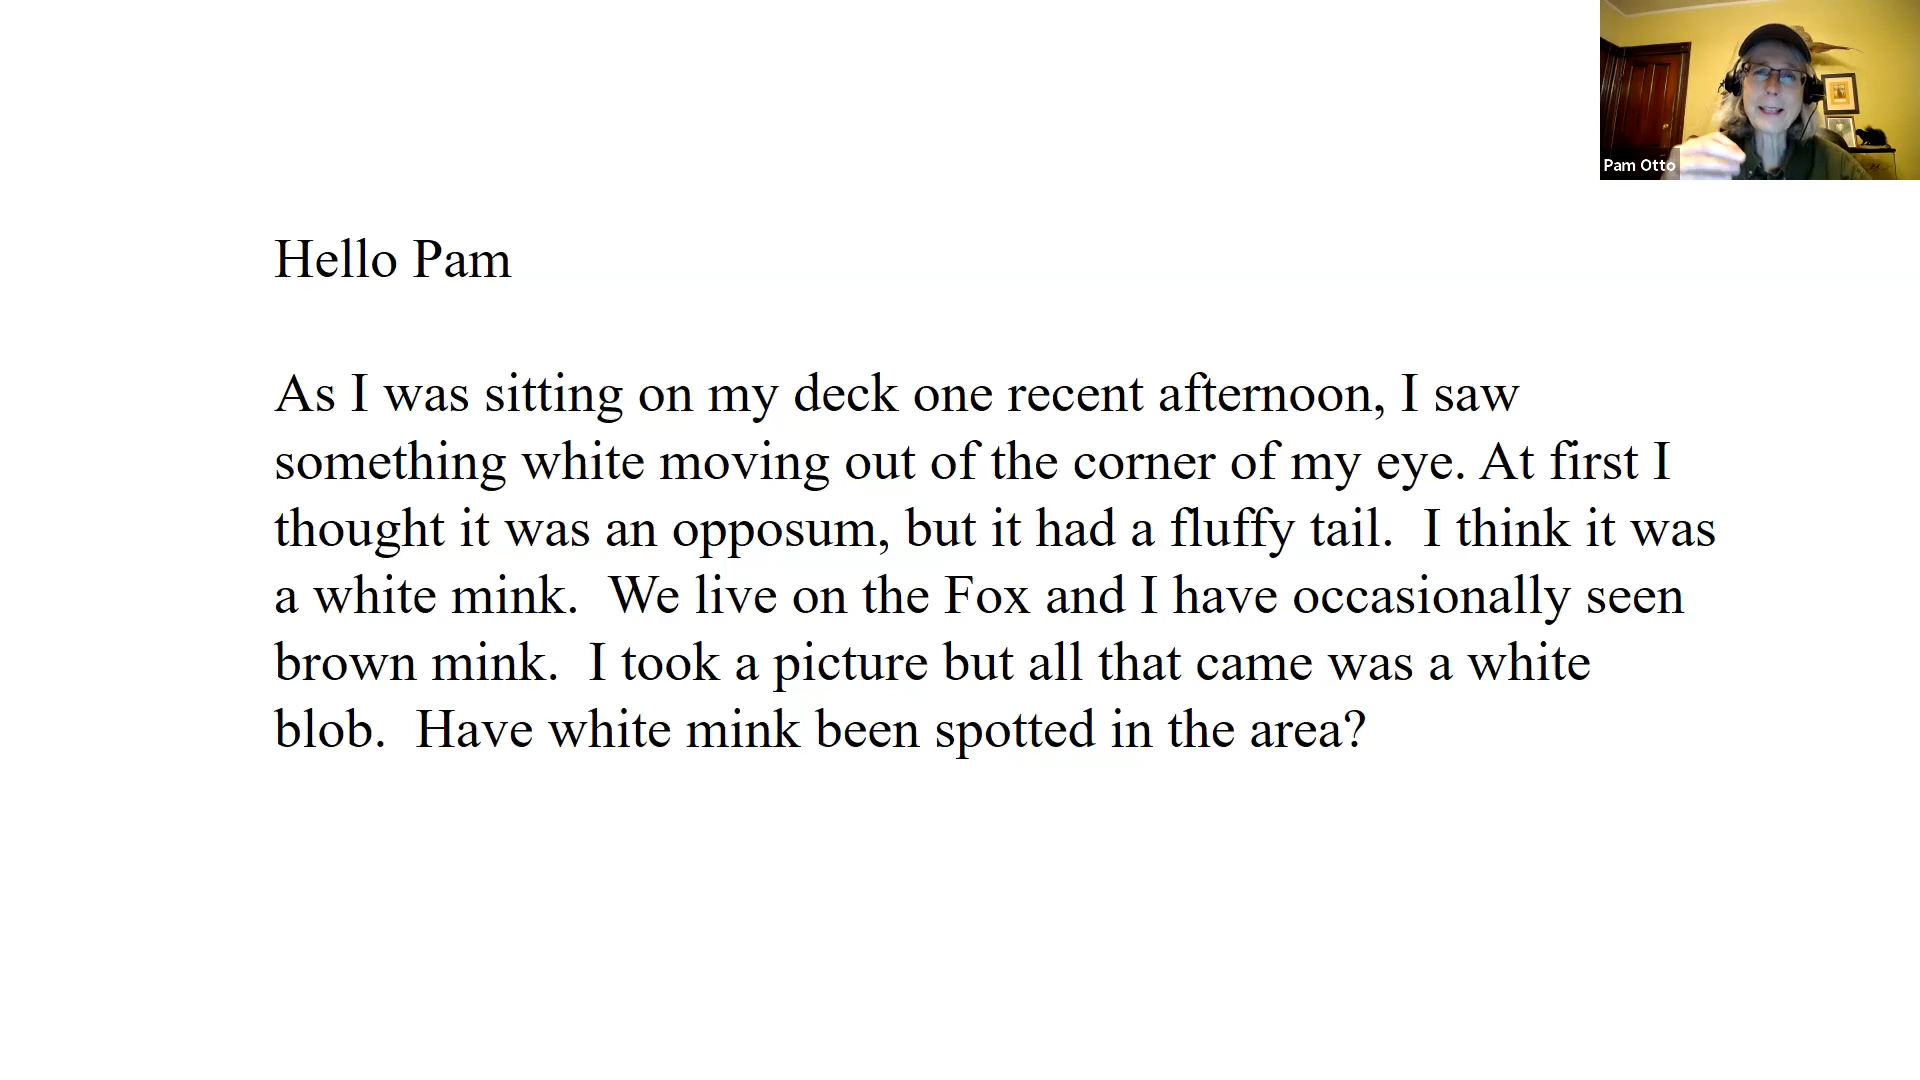 Pam Otto
Hello Pam
As I was sitting on my deck one recent afternoon, I saw
something white moving out of the corner of my eye. At first I
thought it was an opposum, but it had a fluffy tail.  I think it was
a white mink.  We live on the Fox and I have occasionally seen
brown mink.  I took a picture but all that came was a white
blob.  Have white mink been spotted in the area?